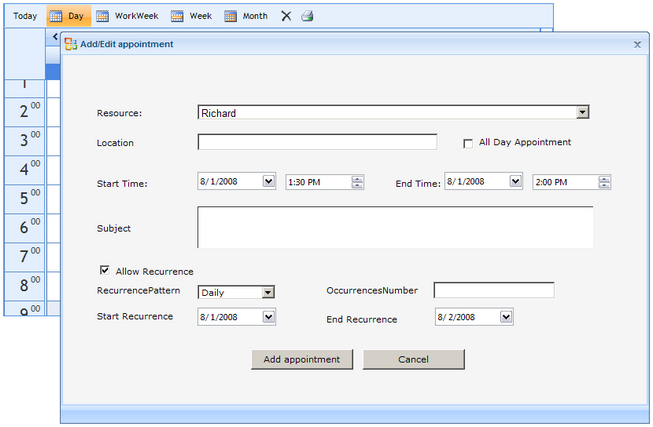 Today Day WorkWeek Week Month
Add/Edit appointment x
<
1
2 00
3 00
4 00
5 00
6 00
7 00
8 00
9 00
Resource: Richard
Location All Day Appointment
Start Time: 8/1/2008 1:30 PM End Time: 8/1/2008 2:00 PM
Subject
Allow Recurrence
RecurrencePattern Daily OccurrencesNumber
Start Recurrence 8/1/2008 End Recurrence 8/2/2008
Add appointment Cancel